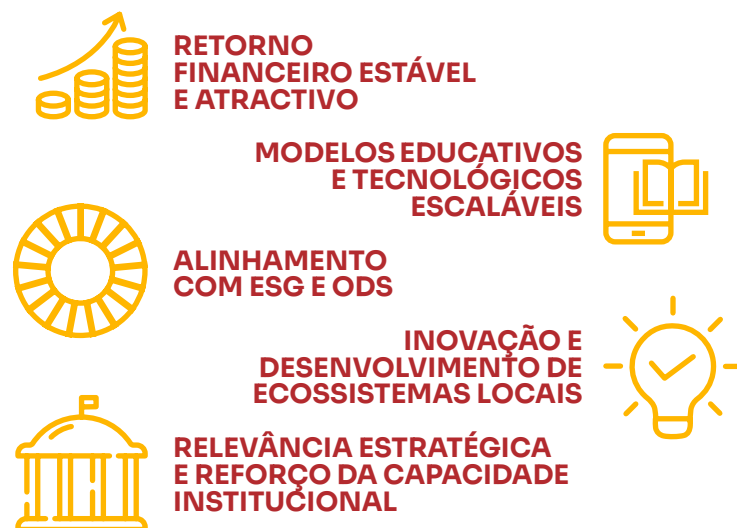 RETORNO
FINANCEIRO ESTÁVEL
E ATRACTIVO
MODELOS EDUCATIVOS
E TECNOLÓGICOS
ESCALÁVEIS
ALINHAMENTO
COM ESG E ODS
INOVAÇÃO E
DESENVOLVIMENTO DE
ECOSSISTEMAS LOCAIS
RELEVÂNCIA ESTRATÉGICA
E REFORÇO DA CAPACIDADE
INSTITUCIONAL